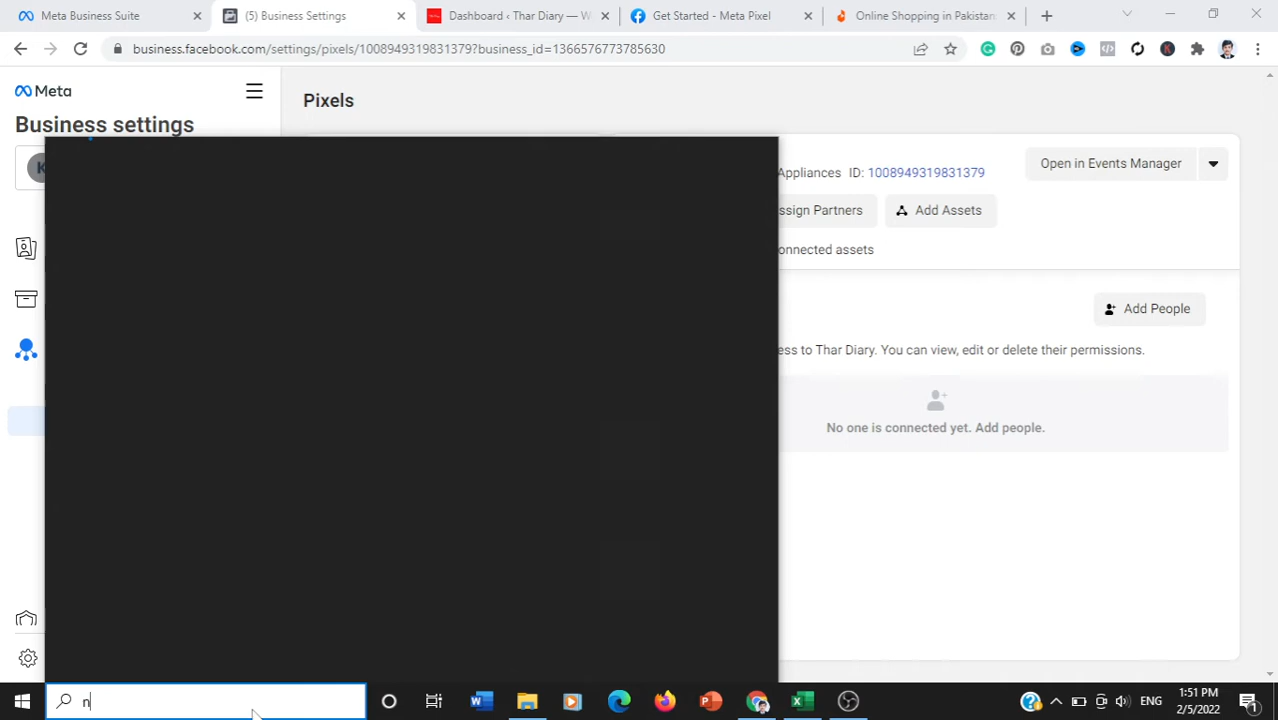 Meta Business Suite
(5) Business Settings
Dashboard ‹ Thar Diary — W
Get Started - Meta Pixel
Online Shopping in Pakistan:
business.facebook.com/settings/pixels/1008949319831379?business_id=1366576773785630
Meta
Business settings
K
Pixels
Appliances ID: 1008949319831379
Open in Events Manager
ssign Partners
Add Assets
onnected assets
Add People
ess to Thar Diary. You can view, edit or delete their permissions.
No one is connected yet. Add people.
n
ENG
1:51 PM
2/5/2022
1